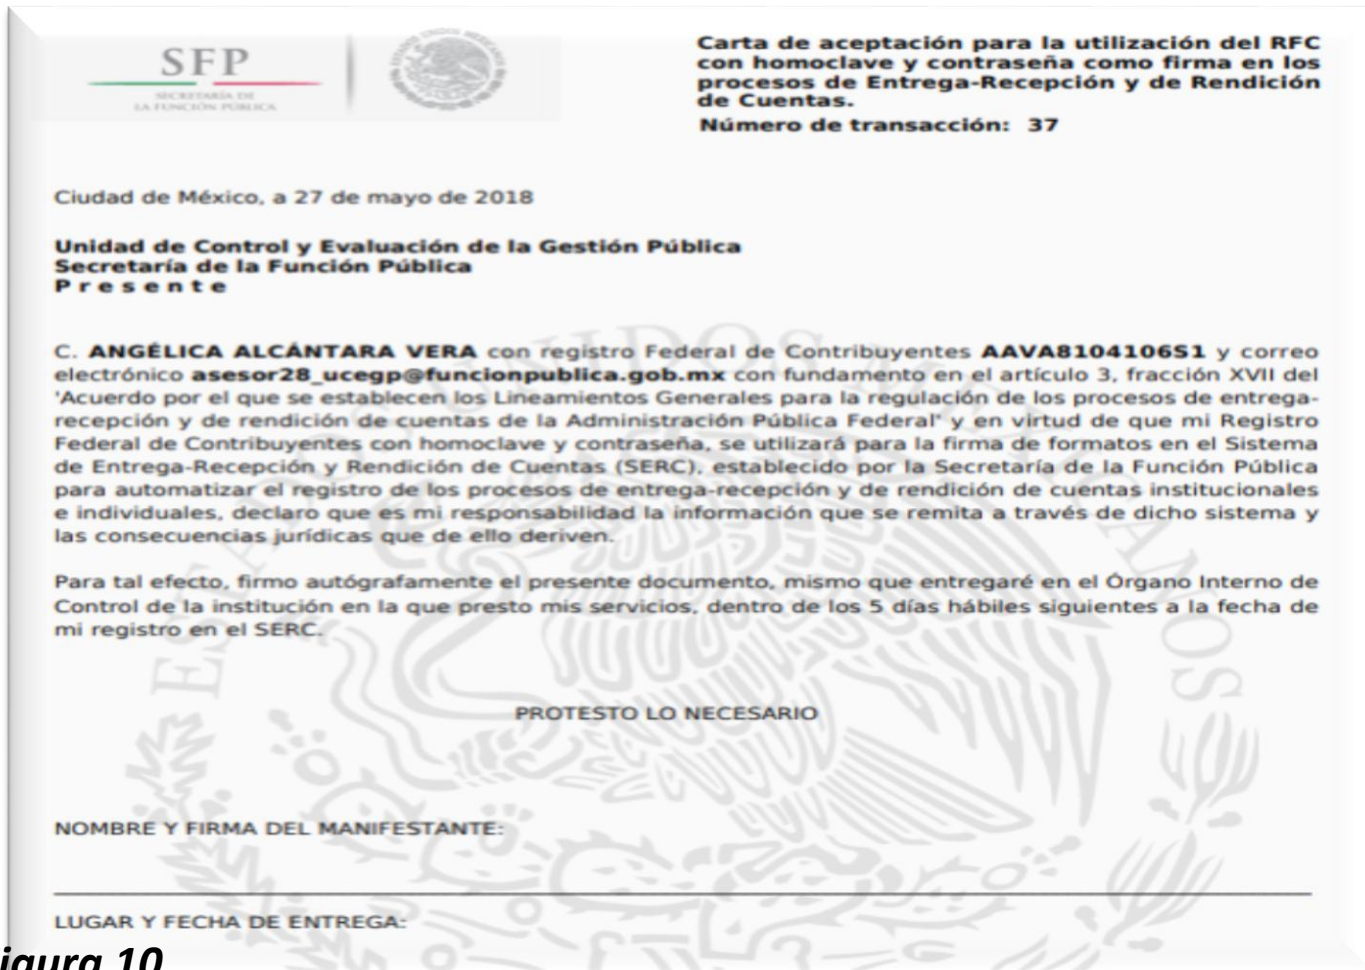 SFP
SECRETARÍA DE
LA FUNCIÓN PÚBLICA
Carta de aceptación para la utilización del RFC
con homoclave y contraseña como firma en los
procesos de Entrega-Recepción y de Rendición
de Cuentas.
Número de transacción: 37
Ciudad de México, a 27 de mayo de 2018
Unidad de Control y Evaluación de la Gestión Pública
Secretaría de la Función Pública
P r e s e n t e
C. ANGÉLICA ALCÁNTARA VERA con registro Federal de Contribuyentes AAVA8104106S1 y correo
electrónico asesor28_ucegp@funcionpublica.gob.mx con fundamento en el artículo 3, fracción XVII del
'Acuerdo por el que se establecen los Lineamientos Generales para la regulación de los procesos de entrega-
recepción y de rendición de cuentas de la Administración Pública Federal' y en virtud de que mi Registro
Federal de Contribuyentes con homoclave y contraseña, se utilizará para la firma de formatos en el Sistema
de Entrega-Recepción y Rendición de Cuentas (SERC), establecido por la Secretaría de la Función Pública
para automatizar el registro de los procesos de entrega-recepción y de rendición de cuentas institucionales
e individuales, declaro que es mi responsabilidad la información que se remita a través de dicho sistema y
las consecuencias jurídicas que de ello deriven.
Para tal efecto, firmo autógrafamente el presente documento, mismo que entregaré en el Órgano Interno de
Control de la institución en la que presto mis servicios, dentro de los 5 días hábiles siguientes a la fecha de
mi registro en el SERC.
ESTADOS UNIDOS MEXICANOS
PROTESTO LO NECESARIO
NOMBRE Y FIRMA DEL MANIFESTANTE:
LUGAR Y FECHA DE ENTREGA:
igura 10